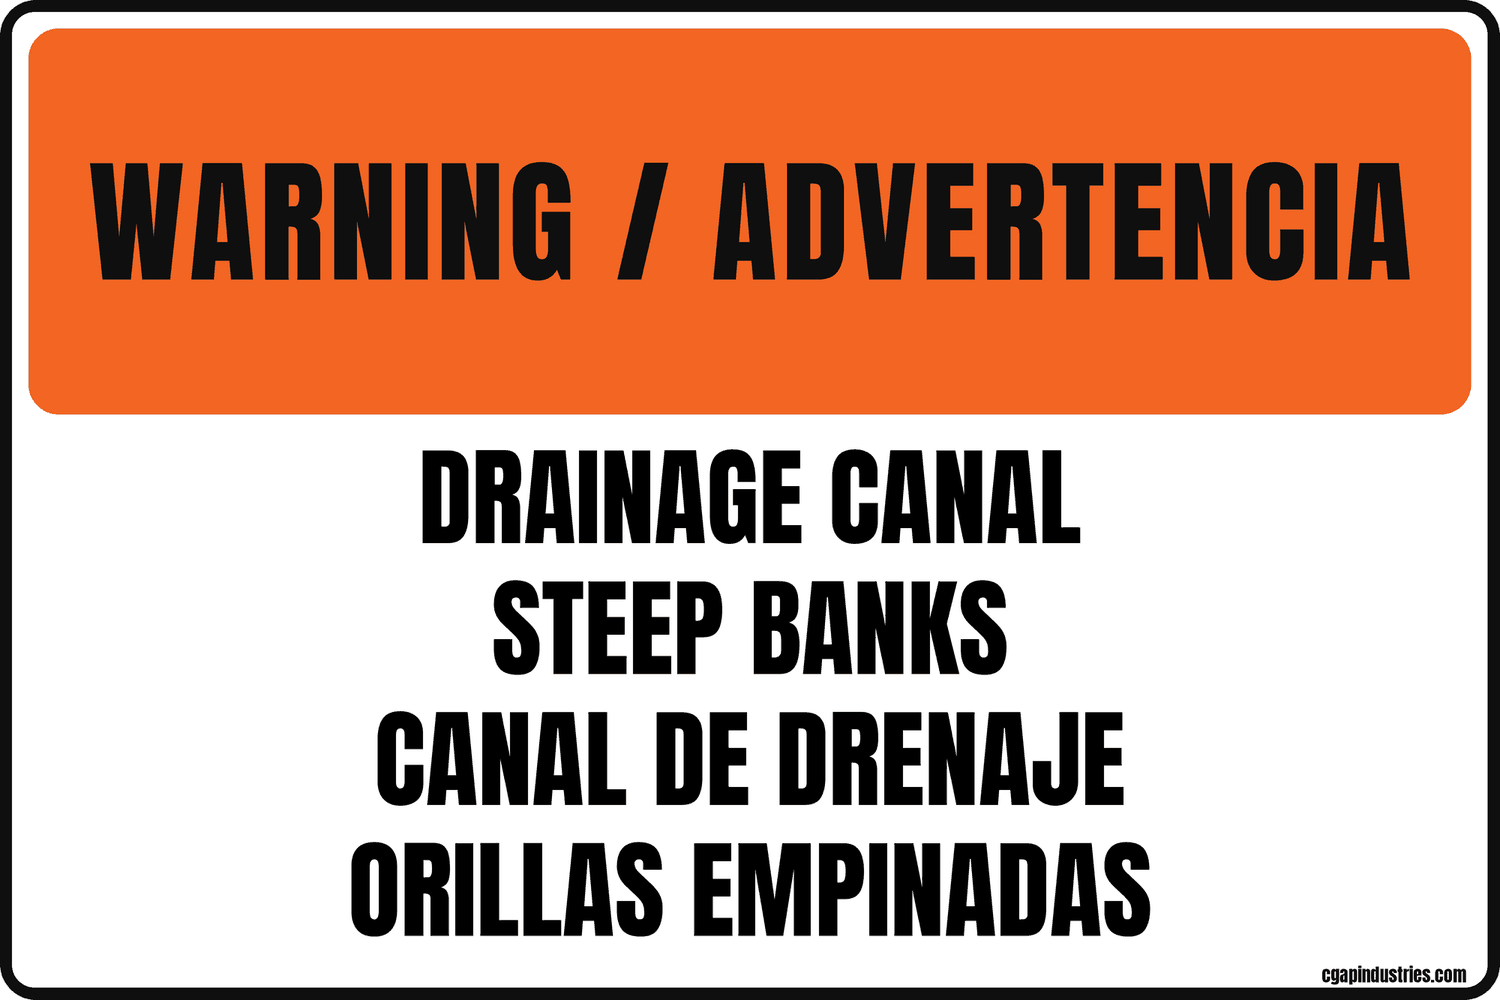 WARNING / ADVERTENCIA
DRAINAGE CANAL
STEEP BANKS
CANAL DE DRENAJE
ORILLAS EMPINADAS
cgapindustries.com